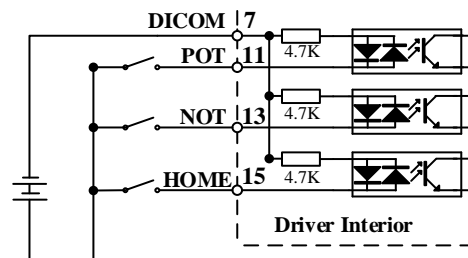 DICOM 7
4.7K
POT 11
4.7K
NOT 13
4.7K
HOME 15
Driver Interior